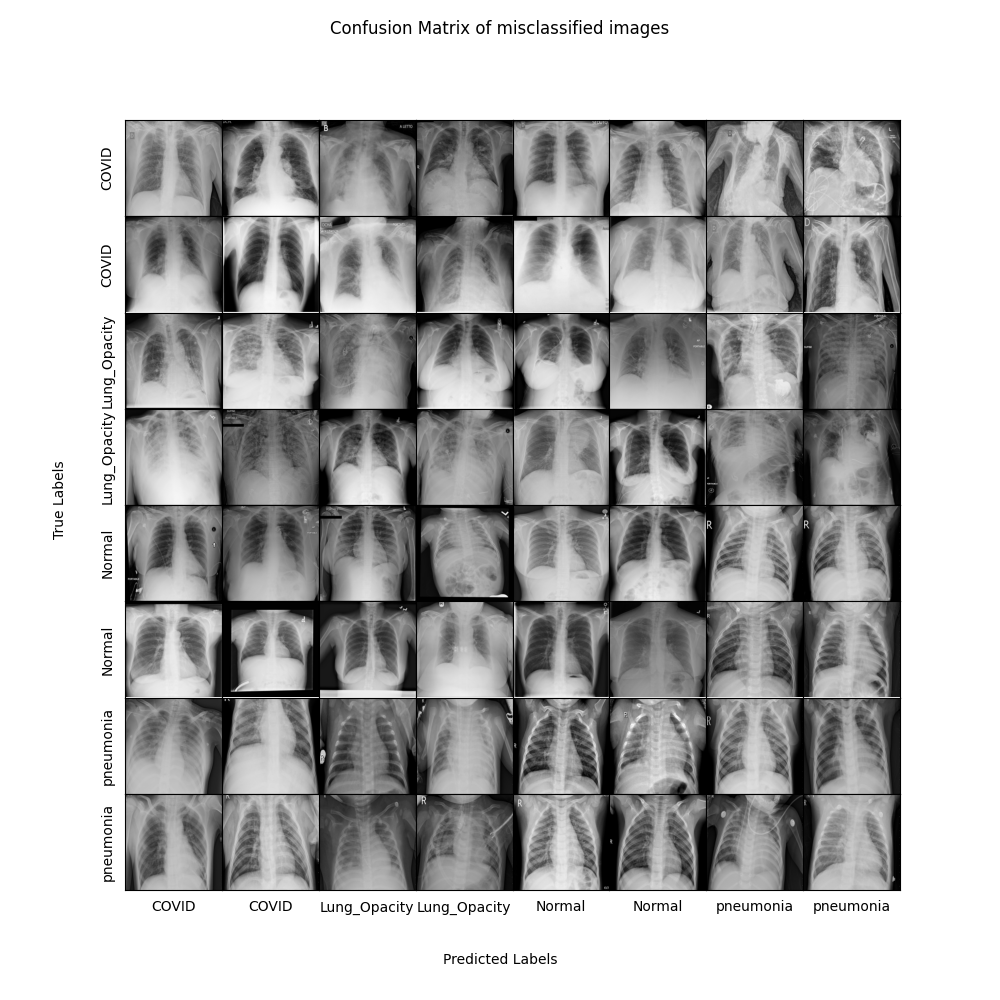 Confusion Matrix of misclassified images
COVID
COVID
Lung_Opacity
Lung_Opacity
Normal
Normal
pneumonia
pneumonia
True Labels
B
D
R
R
R
R
R
COVID COVID Lung_Opacity Lung_Opacity Normal Normal pneumonia pneumonia
Predicted Labels